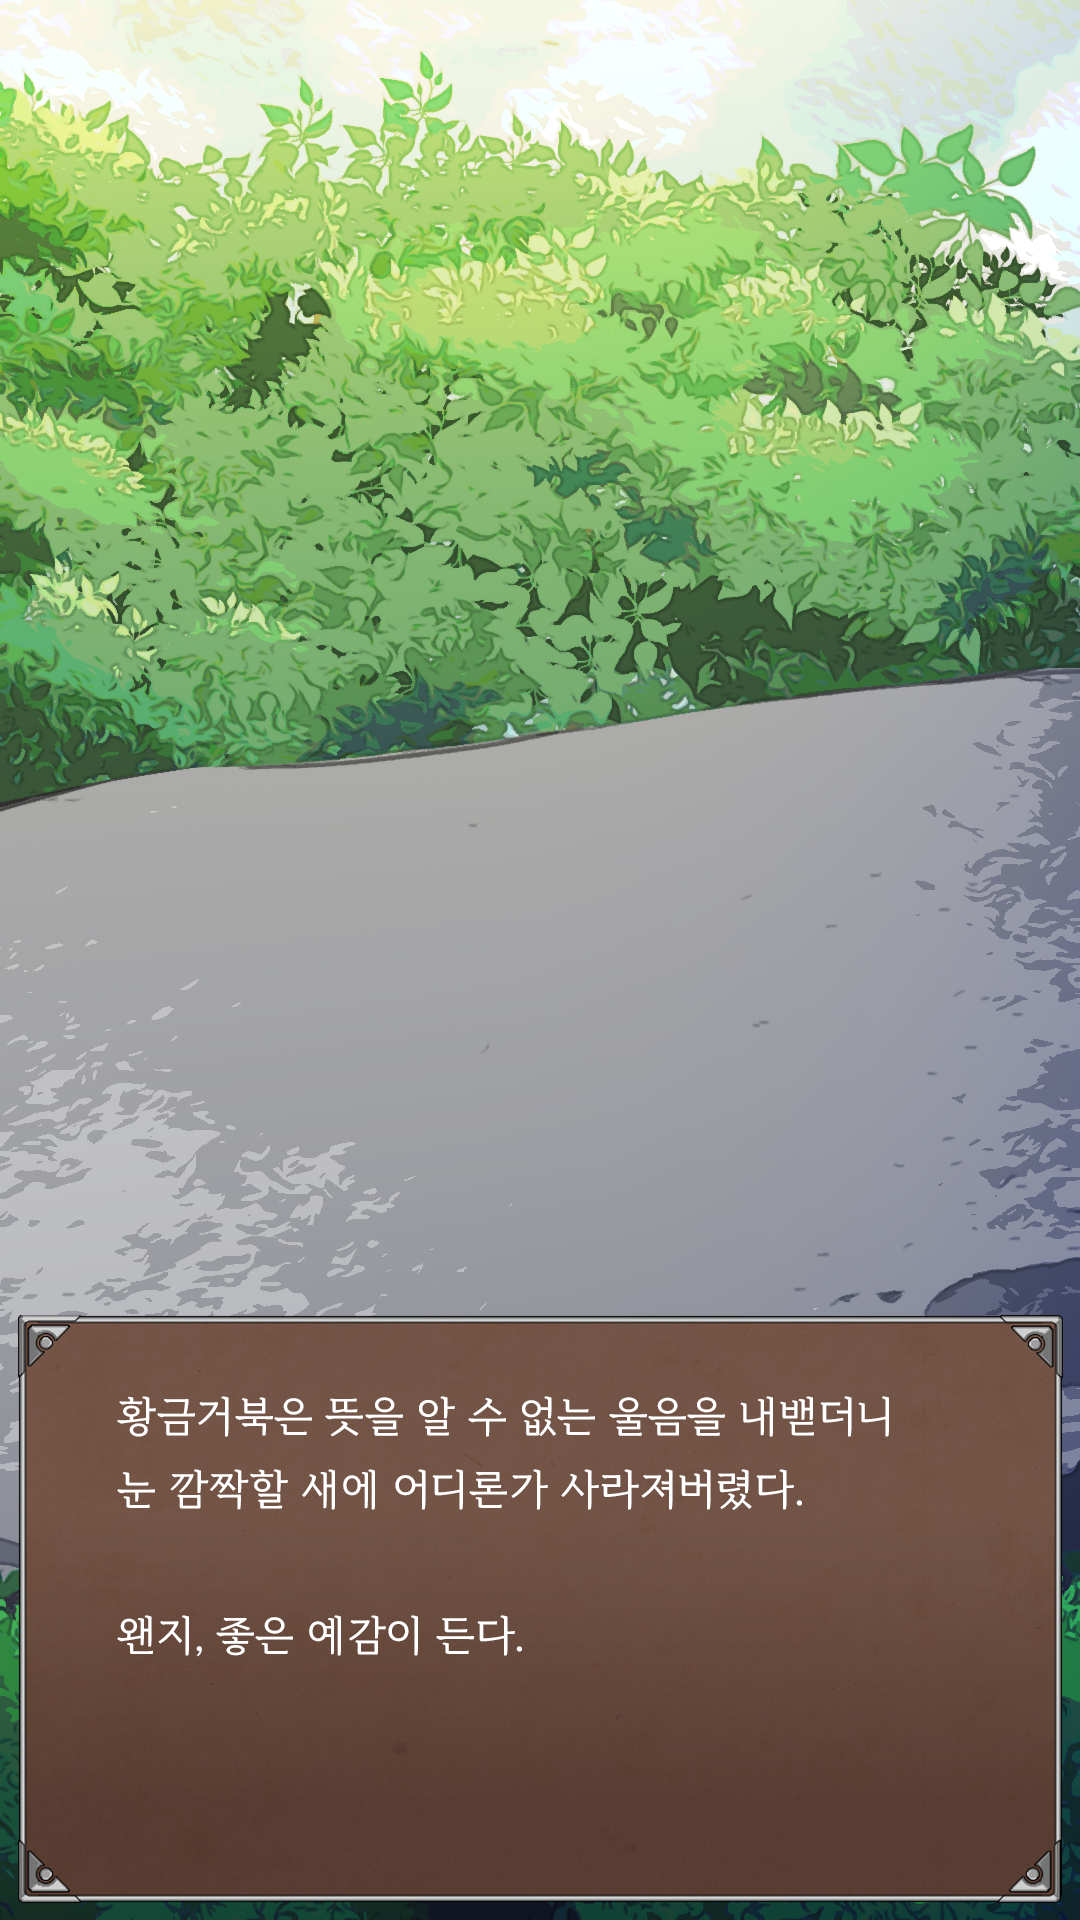 황금거북은 뜻을 알 수 없는 울음을 내뱉더니
눈 깜짝할 새에 어디론가 사라져버렸다.
왠지, 좋은 예감이 든다.